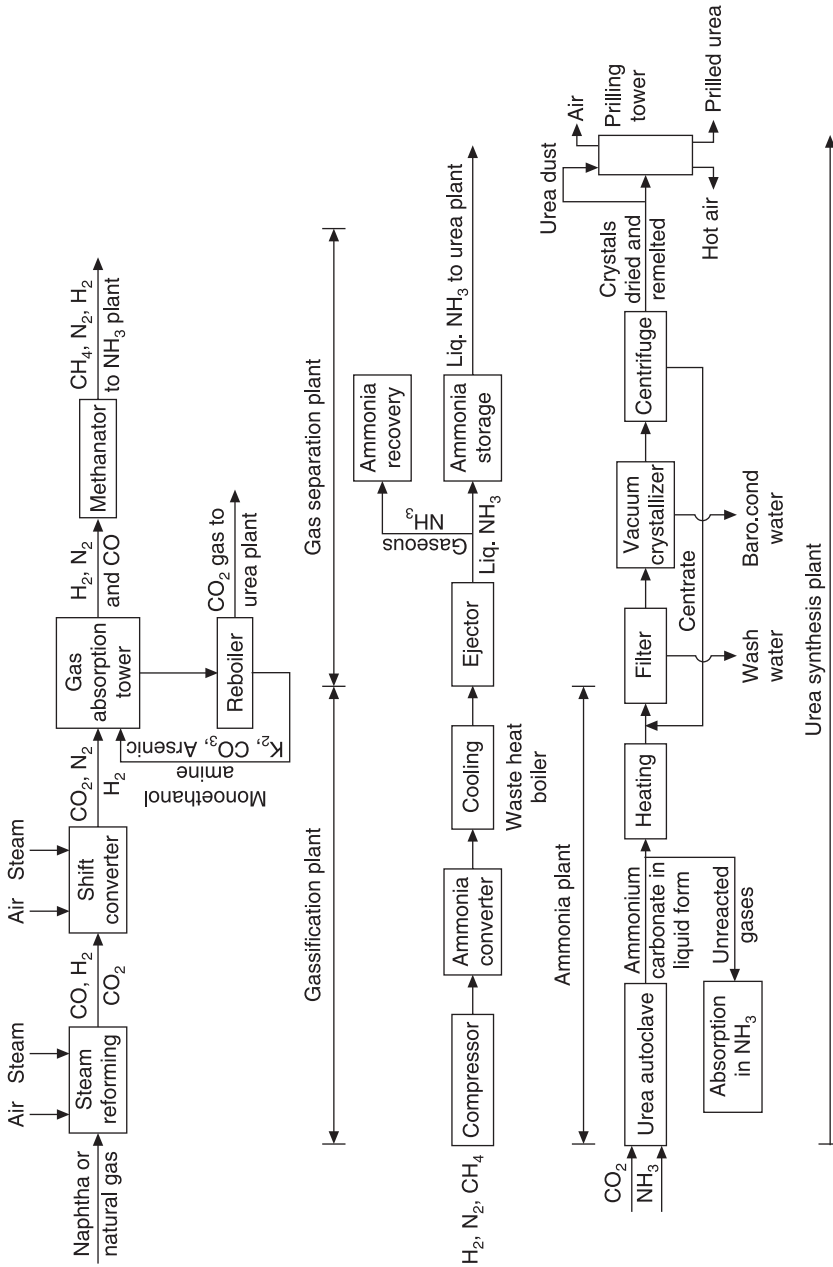 Naphtha or
natural gas
Air
Steam
Steam
reforming
CO, H₂
CO₂
Air
Steam
Shift
converter
CO₂, N₂
H₂
Gas
absorption
tower
H₂, N₂
and CO
Methanator
CH₄, N₂, H₂
to NH₃ plant
Reboiler
CO₂ gas to
urea plant
K₂, CO₃, Arsenic
Monoethanol
amine
Gassification plant
Gas separation plant
H₂, N₂, CH₄
Compressor
Ammonia
converter
Cooling
Waste heat
boiler
Ejector
Liq. NH₃
Gaseous
NH₃
Ammonia
recovery
Ammonia
storage
Liq. NH₃ to urea plant
Ammonia plant
CO₂
NH₃
Urea autoclave
Ammonium
carbonate in
liquid form
Unreacted
gases
Absorption
in NH₃
Heating
Filter
Wash
water
Centrate
Vacuum
crystallizer
Baro.cond
water
Centrifuge
Crystals
dried and
remelted
Urea dust
Air
Prilling
tower
Hot air
Prilled urea
Urea synthesis plant